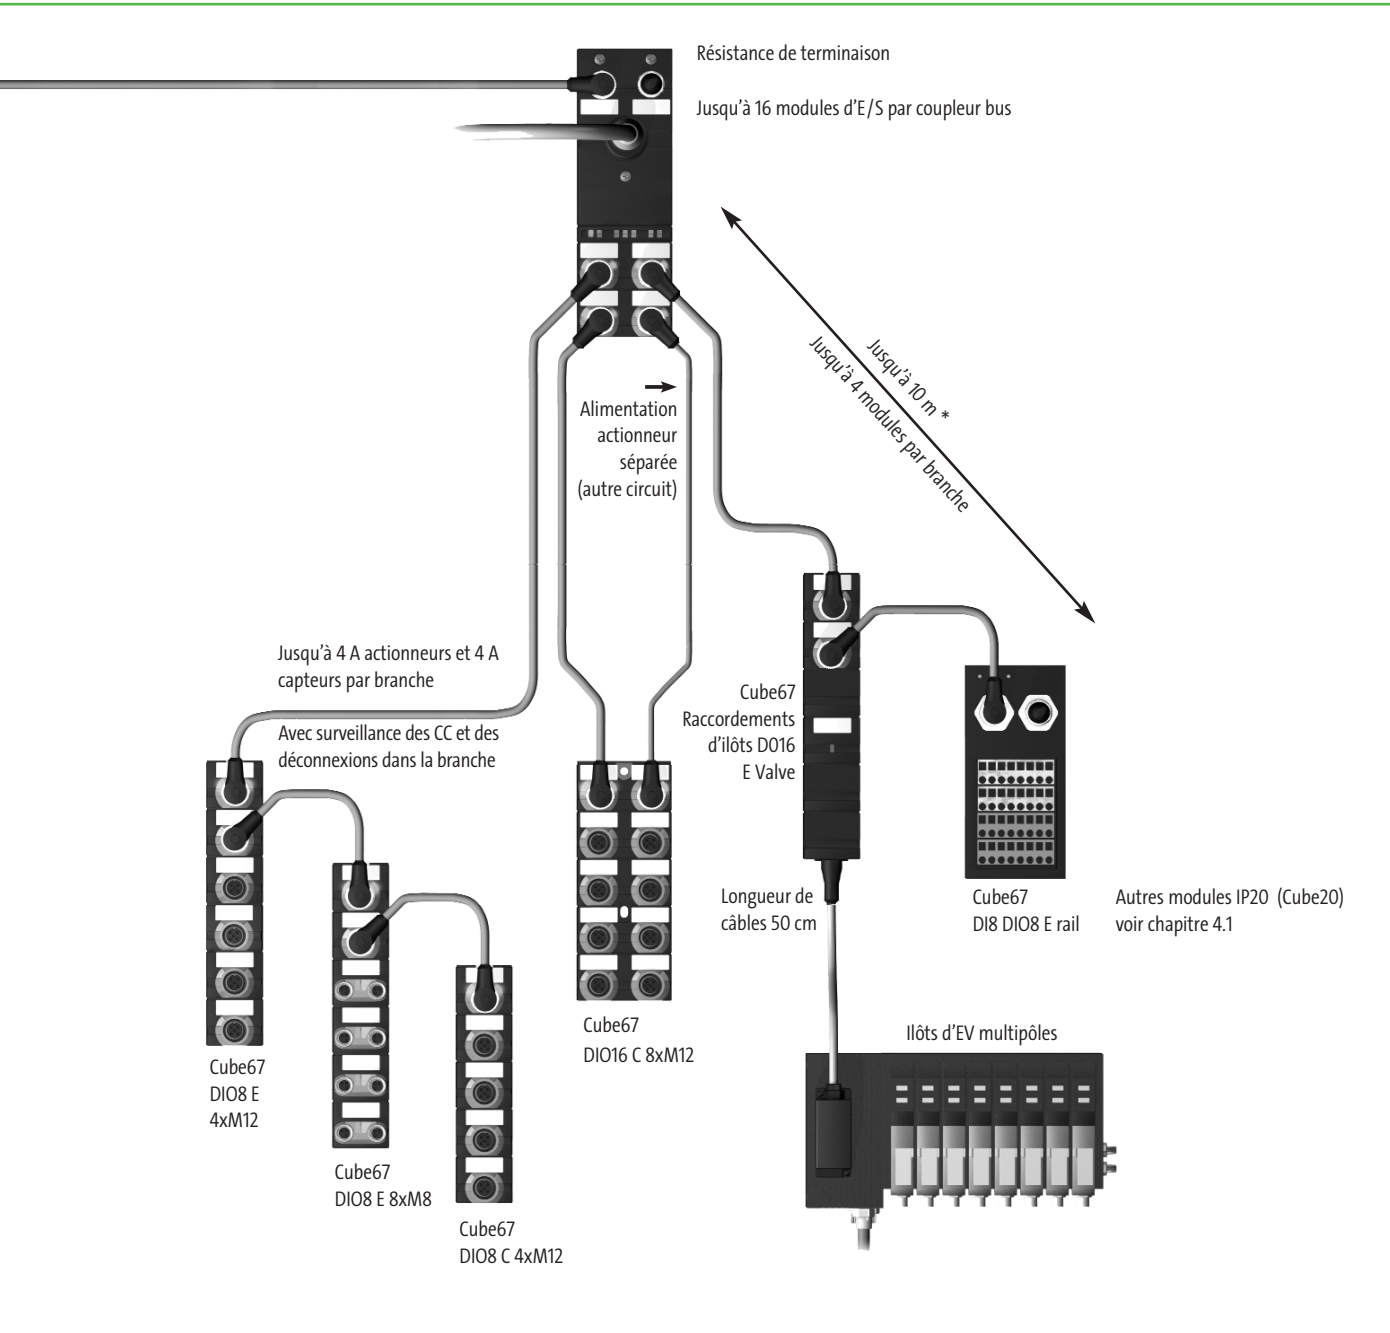 Résistance de terminaison
Jusqu'à 16 modules d'E/S par coupleur bus
Jusqu'à 10 m *
Jusqu'à 4 modules par branche
Alimentation
actionneur
séparée
(autre circuit)
Jusqu'à 4 A actionneurs et 4 A
capteurs par branche
Avec surveillance des CC et des
déconnexions dans la branche
Cube67
Raccordements
d'ilôts DO16
E Valve
Longueur de
câbles 50 cm
Cube67
DI8 DIO8 E rail
Autres modules IP20 (Cube20)
voir chapitre 4.1
Cube67
DIO16 C 8xM12
Ilôts d'EV multipôles
Cube67
DIO8 E
4xM12
Cube67
DIO8 E 8xM8
Cube67
DIO8 C 4xM12